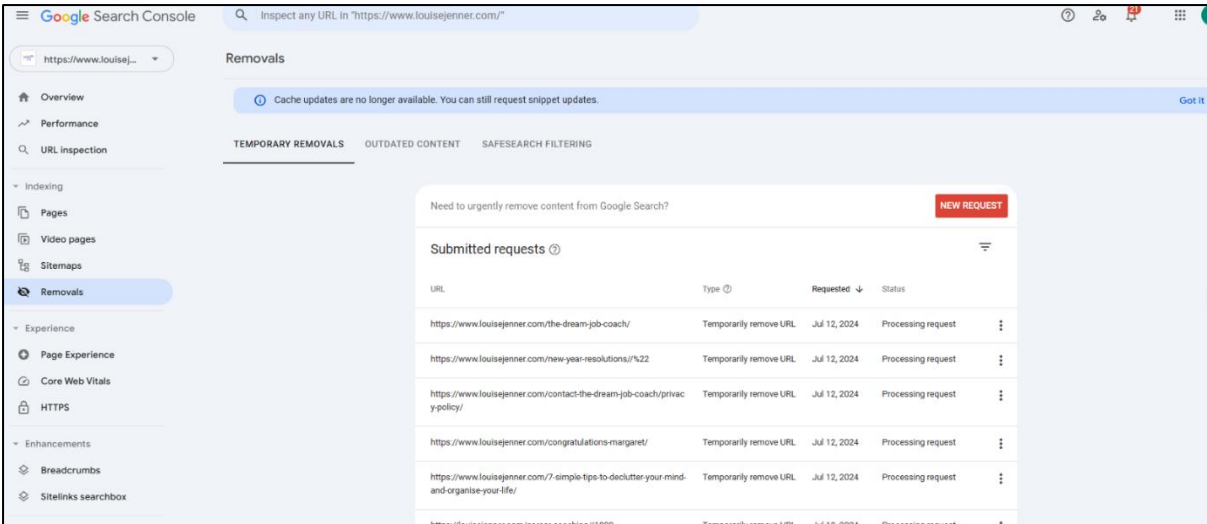 Google Search Console
Inspect any URL in "https://www.louisejenner.com/"
21
https://www.louisej...
Removals
Overview
Performance
URL inspection
Indexing
Pages
Video pages
Sitemaps
Removals
Experience
Page Experience
Core Web Vitals
HTTPS
Enhancements
Breadcrumbs
Sitelinks searchbox
Cache updates are no longer available. You can still request snippet updates.
Got it
TEMPORARY REMOVALS OUTDATED CONTENT SAFESEARCH FILTERING
Need to urgently remove content from Google Search?
NEW REQUEST
Submitted requests
URL Type Requested Status
https://www.louisejenner.com/the-dream-job-coach/ Temporarily remove URL Jul 12, 2024 Processing request
https://www.louisejenner.com/new-year-resolutions//%22 Temporarily remove URL Jul 12, 2024 Processing request
https://www.louisejenner.com/contact-the-dream-job-coach/privac Temporarily remove URL Jul 12, 2024 Processing request
y-policy/
https://www.louisejenner.com/congratulations-margaret/ Temporarily remove URL Jul 12, 2024 Processing request
https://www.louisejenner.com/7-simple-tips-to-declutter-your-mind- Temporarily remove URL Jul 12, 2024 Processing request
and-organise-your-life/